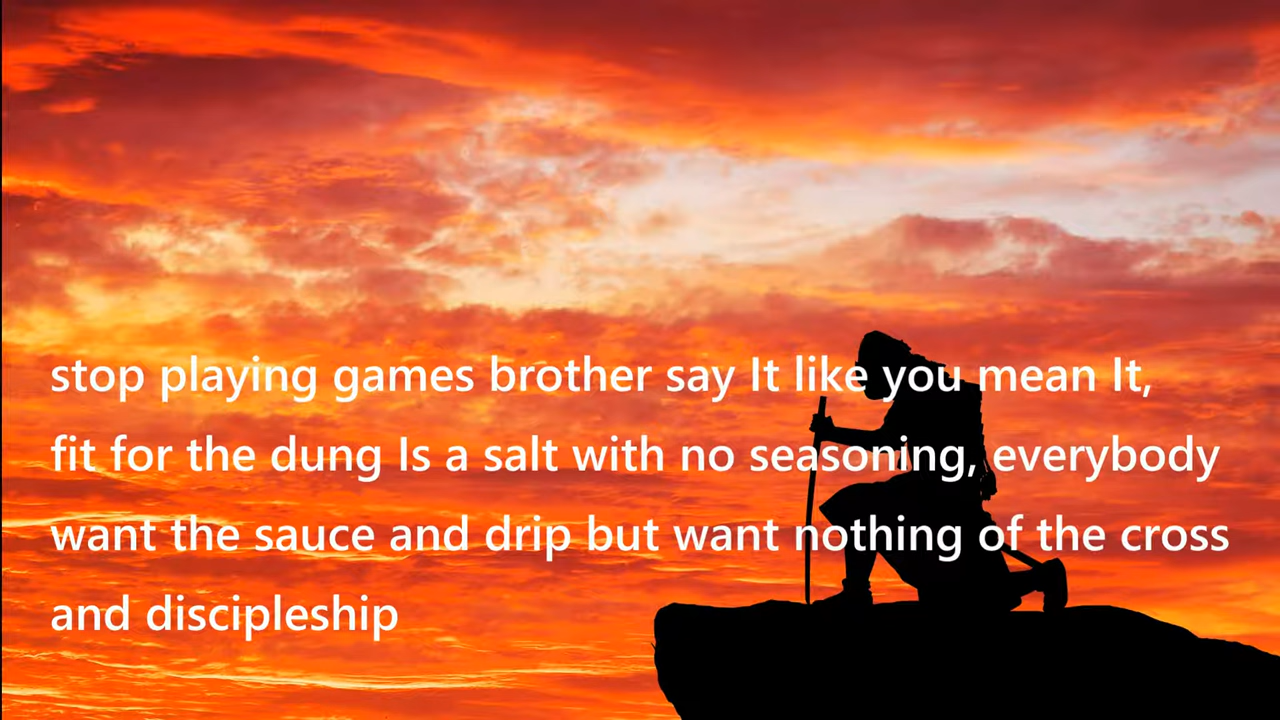 stop playing games brother say It like you mean It,
fit for the dung Is a salt with no seasoning, everybody
want the sauce and drip but want nothing of the cross
and discipleship